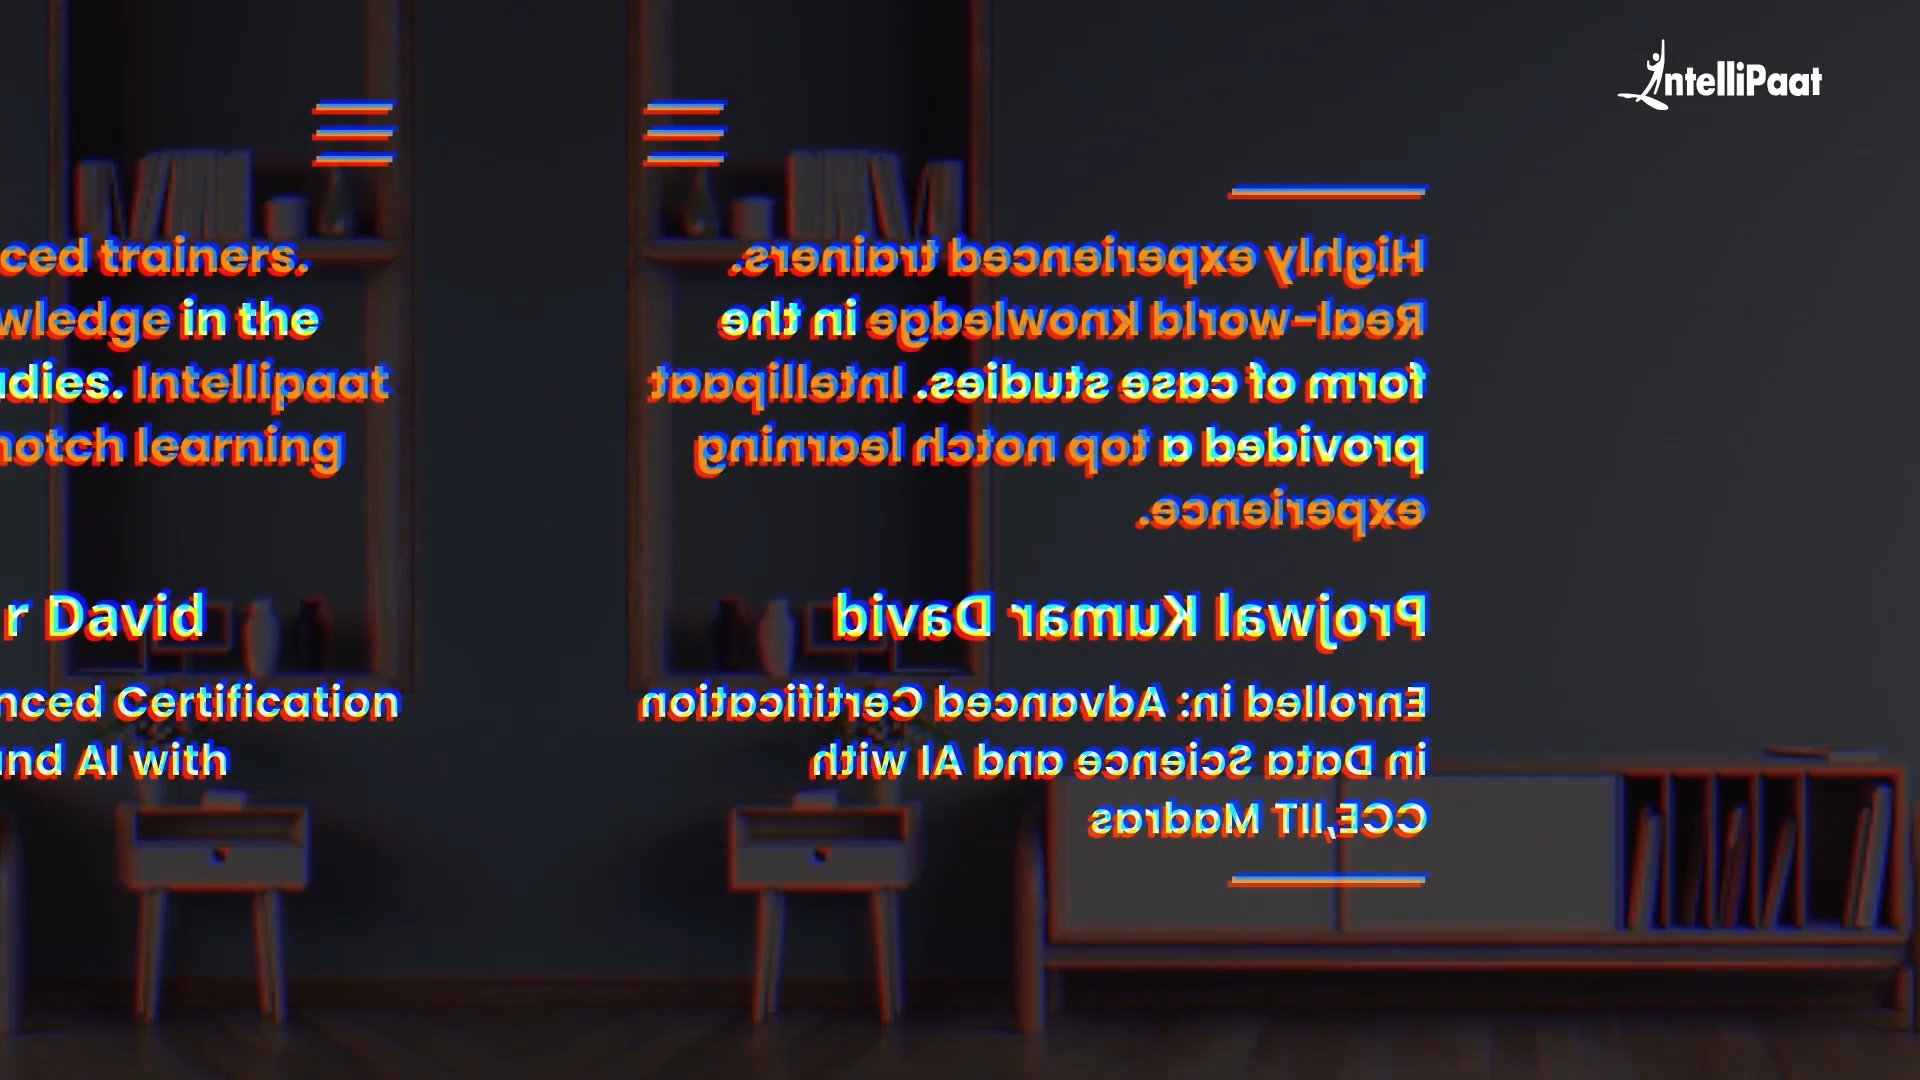 IntelliPaat
ced trainers.
wledge in the
udies. Intellipaat
notch learning
r David
nced Certification
and AI with
Highly experienced trainers.
Real-world knowledge in the
form of case studies. Intellipaat
provided a top notch learning
experience.
Projwal Kumar David
Enrolled in: Advanced Certification
in Data Science and AI with
CCE,IIT Madras